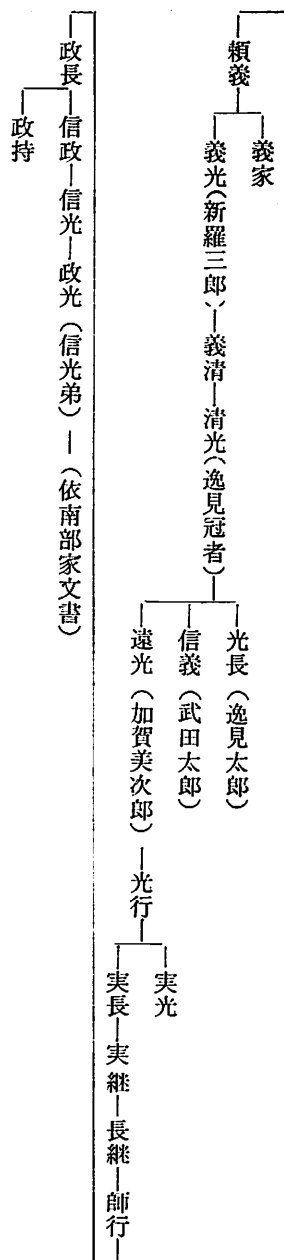 頼義
義家
義光（新羅三郎）―義清―清光（逸見冠者）
光長（逸見太郎）
信義（武田太郎）
遠光（加賀美次郎）―光行
実光
実長―実継―長継―師行
政長
信政―信光―政光（信光弟）―（依南部家文書）
政持